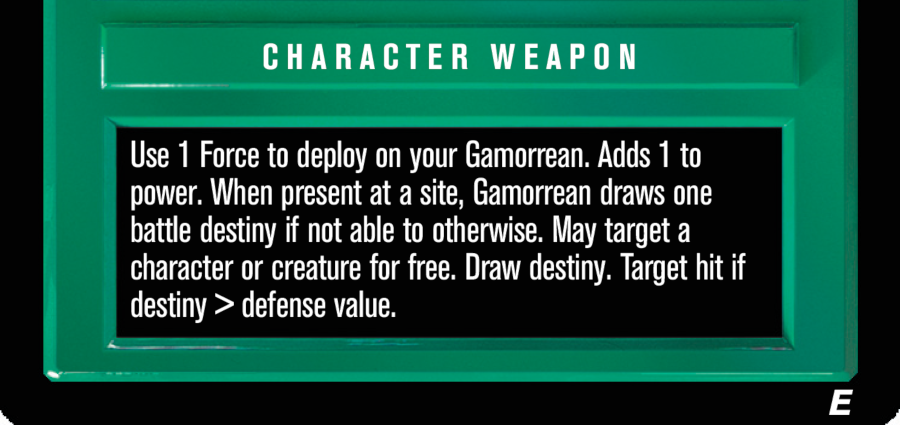 CHARACTER WEAPON
Use 1 Force to deploy on your Gamorrean. Adds 1 to
power. When present at a site, Gamorrean draws one
battle destiny if not able to otherwise. May target a
character or creature for free. Draw destiny. Target hit if
destiny > defense value.
E